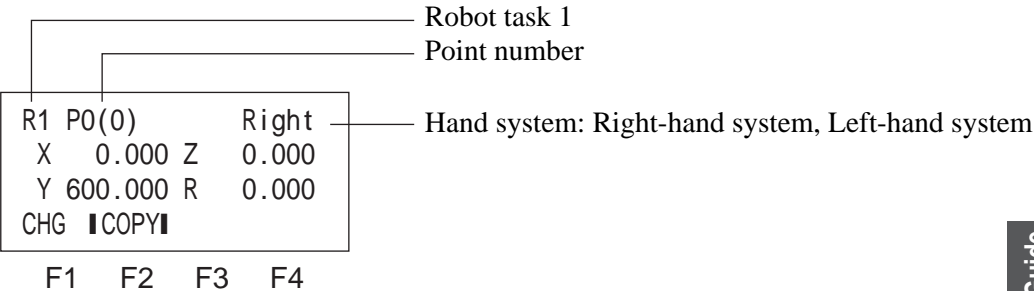 Robot task 1
Point number
R1 P0(0) Right
Hand system: Right-hand system, Left-hand system
X 0.000 Z 0.000
Y 600.000 R 0.000
CHG COPY
F1 F2 F3 F4
Guide